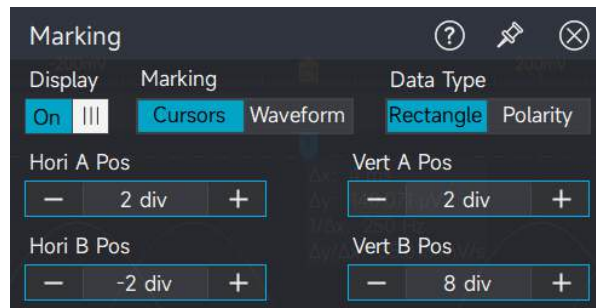 Marking
Display Marking Data Type
On Cursors Waveform Rectangle Polarity
Hori A Pos Vert A Pos
2 div 2 div
Hori B Pos Vert B Pos
-2 div 8 div